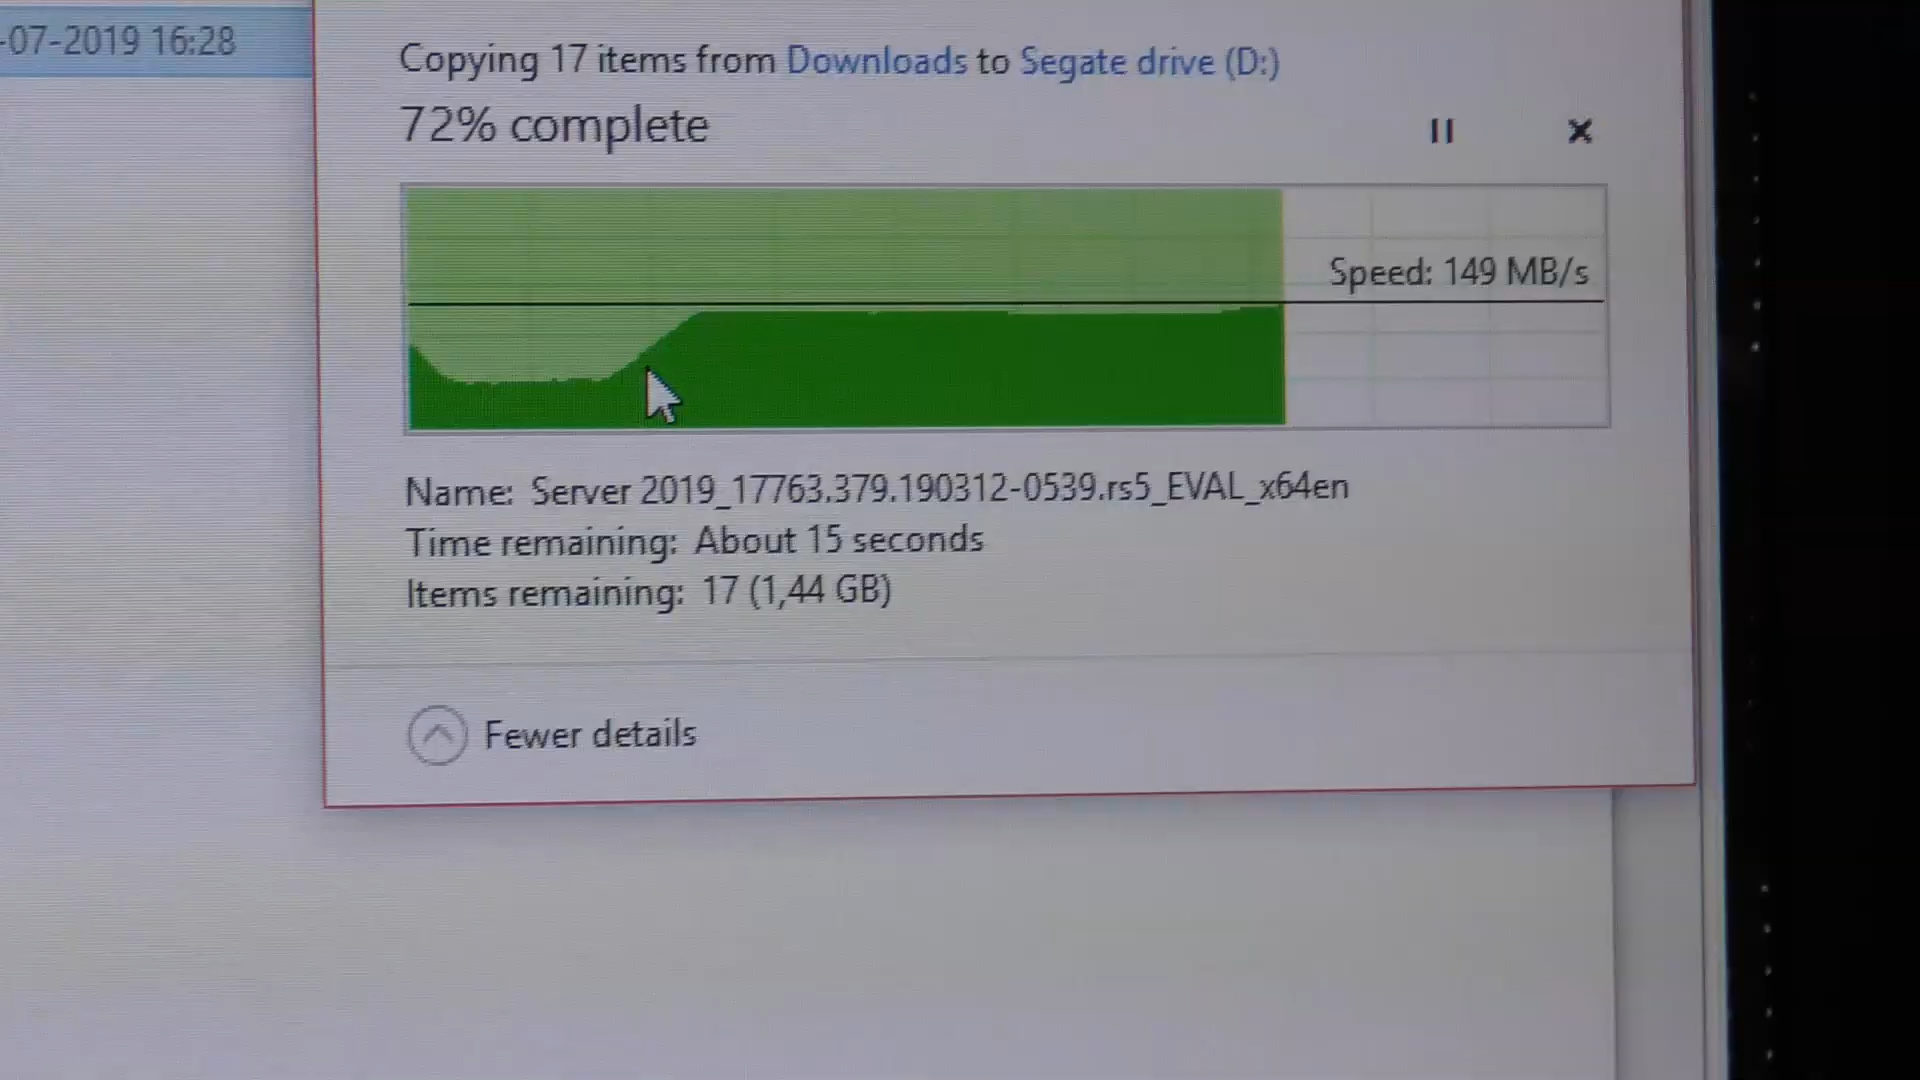 -07-2019 16:28
Copying 17 items from Downloads to Segate drive (D:)
72% complete
Speed: 149 MB/s
Name: Server 2019_17763.379.190312-0539.rs5_EVAL_x64en
Time remaining: About 15 seconds
Items remaining: 17 (1,44 GB)
Fewer details